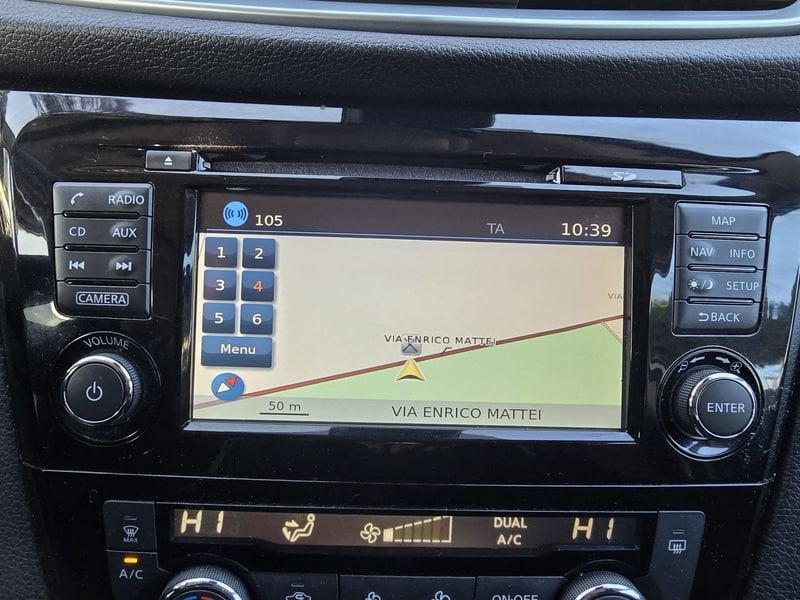 SD
RADIO
CD AUX
CAMERA
VOLUME
105 TA 10:39
1 2
3 4
5 6
Menu
VIA
VIA ENRICO MATTEI
50 m VIA ENRICO MATTEI
MAP
NAV INFO
SETUP
BACK
ENTER
MAX
A/C
HI DUAL HI
A/C
ON·OFF